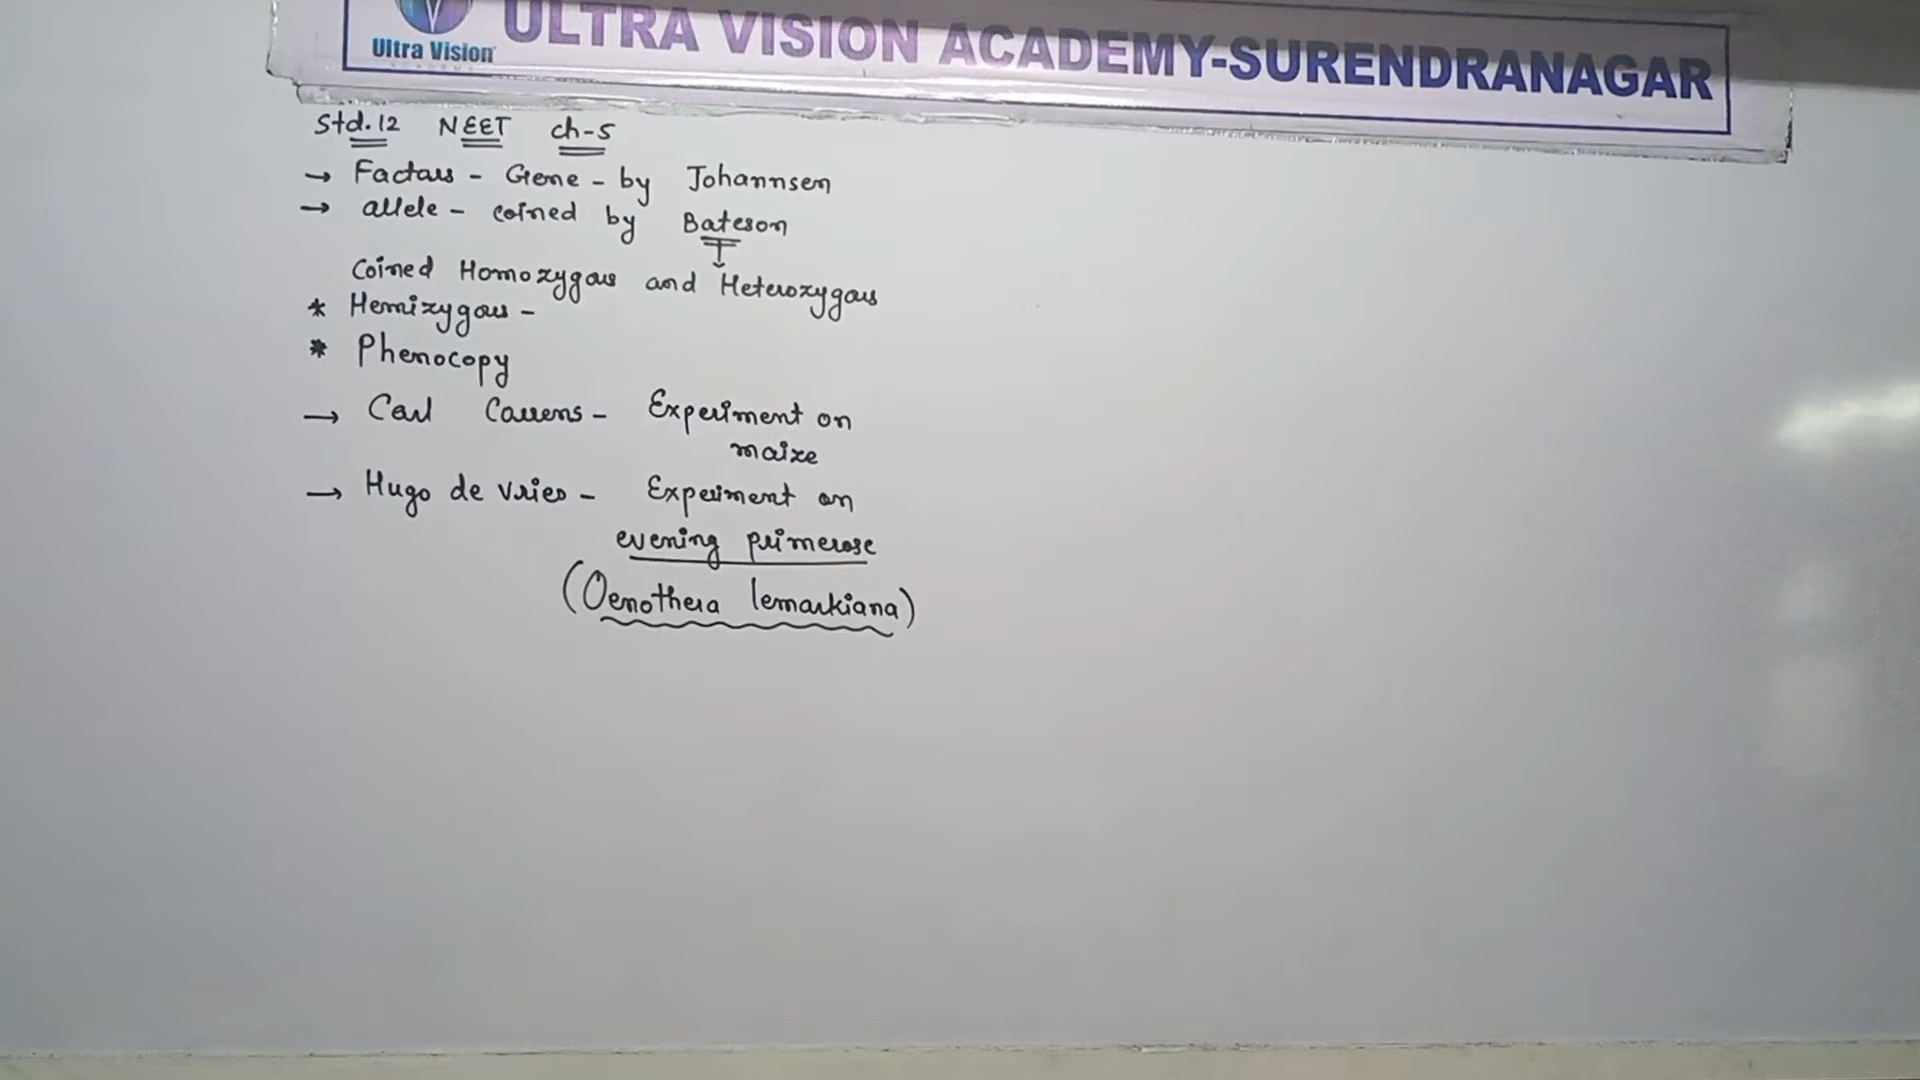 ULTRA VISION ACADEMY-SURENDRANAGAR
Ultra Vision
Std.12 NEET ch-5
→ Factors - Gene - by Johannsen
→ allele - coined by Bateson
Coined Homozygous and Heterozygous
* Hemizygous -
* Phenocopy
→ Carl Correns - Experiment on
maize
→ Hugo de Vries - Experiment on
evening primerose
(Oenothera lemarkiana)